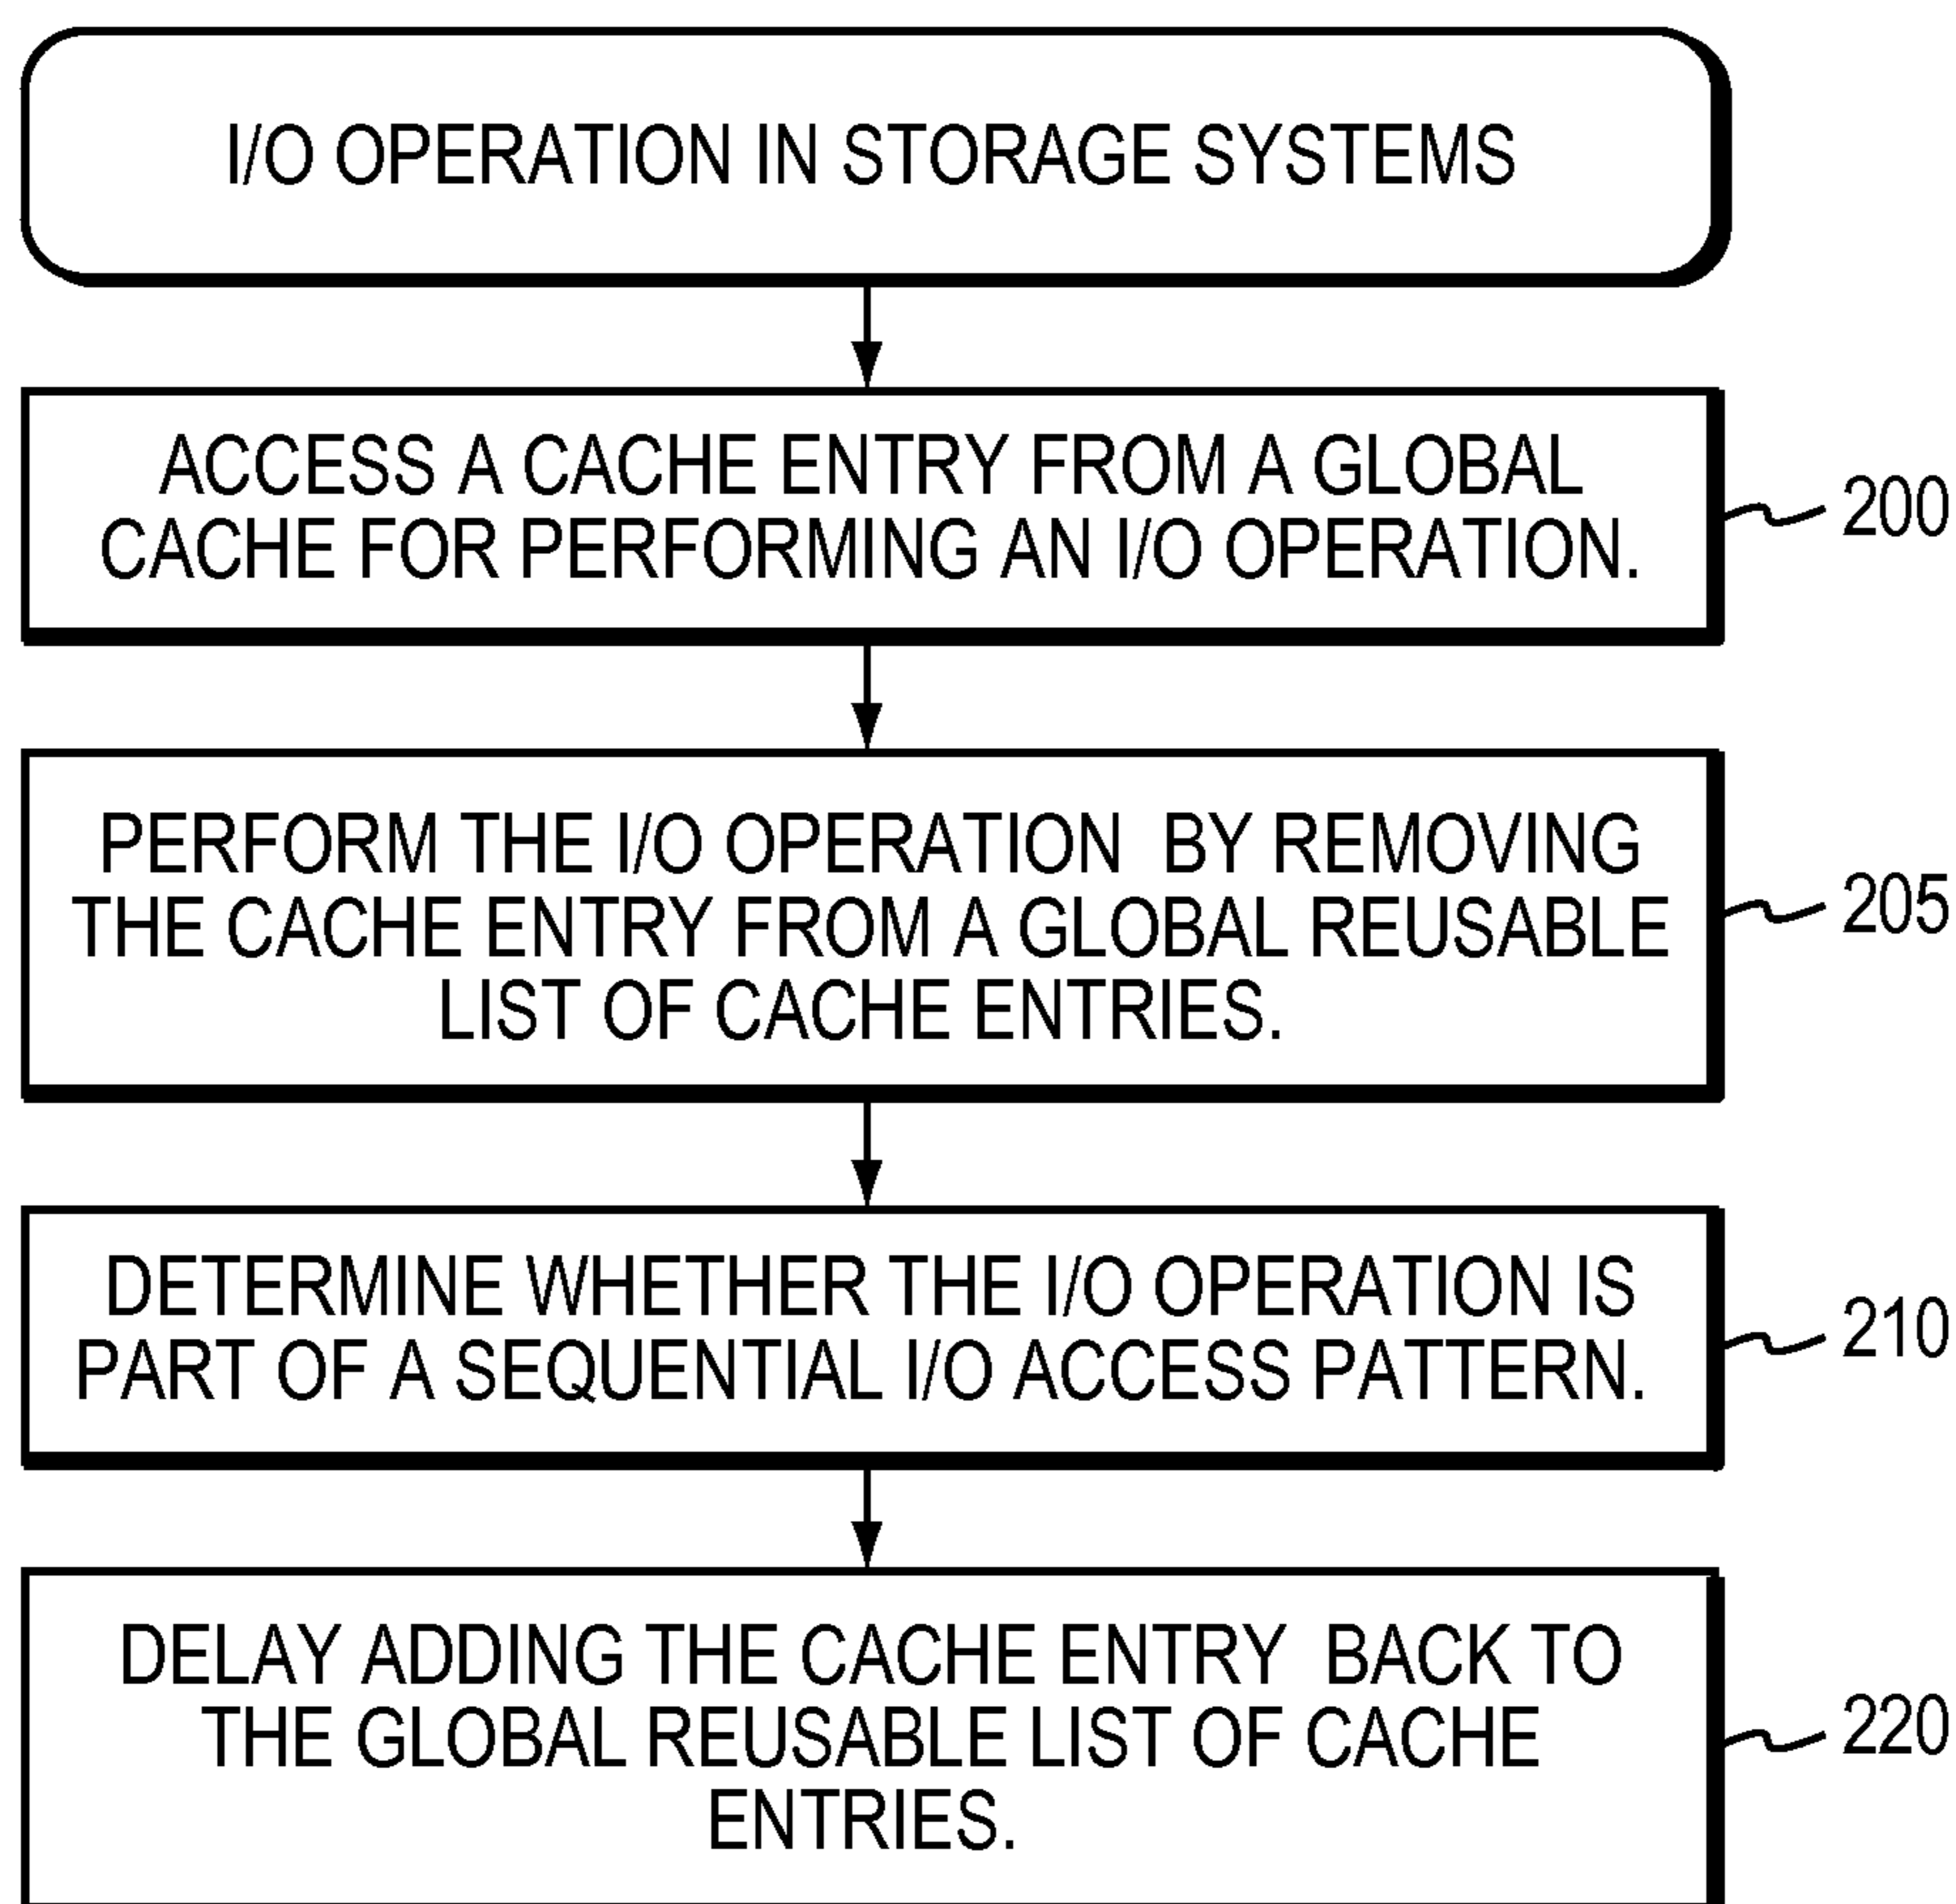 I/O OPERATION IN STORAGE SYSTEMS
ACCESS A CACHE ENTRY FROM A GLOBAL
CACHE FOR PERFORMING AN I/O OPERATION.
200
PERFORM THE I/O OPERATION BY REMOVING
THE CACHE ENTRY FROM A GLOBAL REUSABLE
LIST OF CACHE ENTRIES.
205
DETERMINE WHETHER THE I/O OPERATION IS
PART OF A SEQUENTIAL I/O ACCESS PATTERN.
210
DELAY ADDING THE CACHE ENTRY BACK TO
THE GLOBAL REUSABLE LIST OF CACHE
ENTRIES.
220